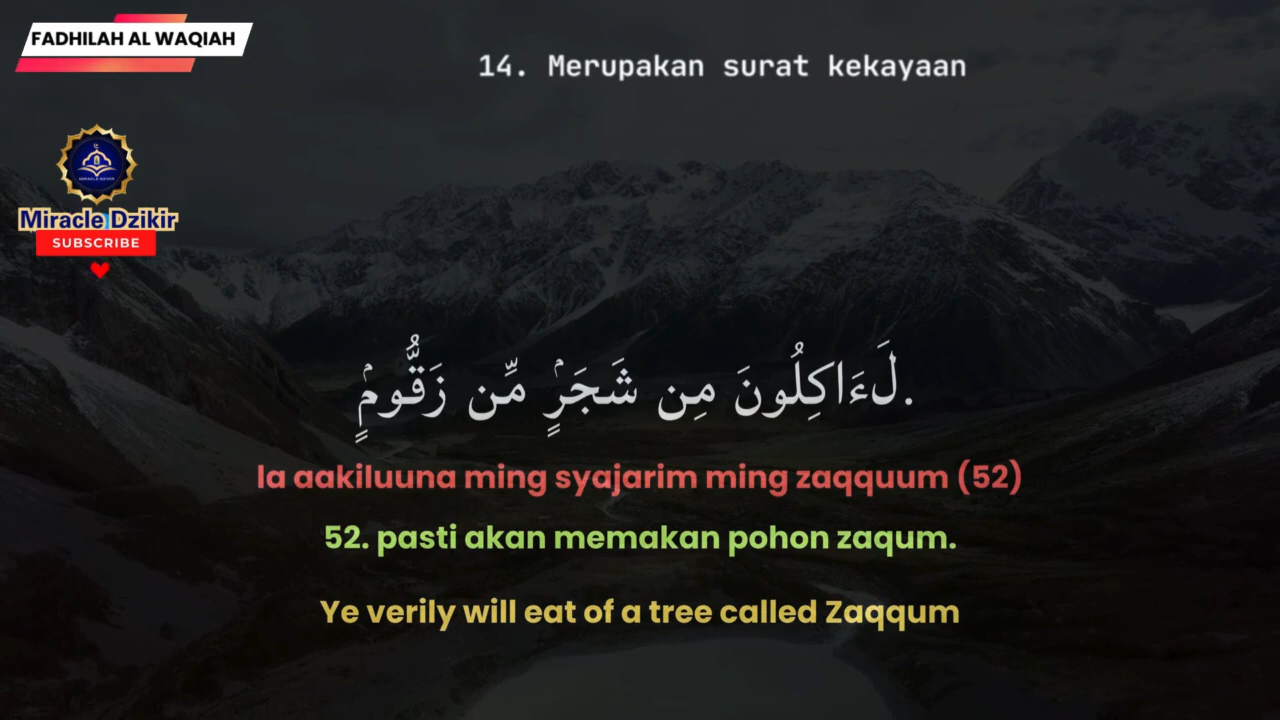 FADHILAH AL WAQIAH
14. Merupakan surat kekayaan
Miracle Dzikir
SUBSCRIBE
لَءَاكِلُونَ مِن شَجَرٍۢ مِّن زَقُّومٍۢ.
la aakiluuna ming syajarim ming zaqquum (52)
52. pasti akan memakan pohon zaqum.
Ye verily will eat of a tree called Zaqqum